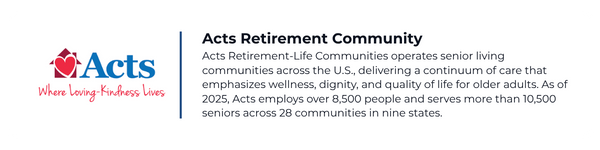 Acts
Where Loving-Kindness Lives
Acts Retirement Community
Acts Retirement-Life Communities operates senior living
communities across the U.S., delivering a continuum of care that
emphasizes wellness, dignity, and quality of life for older adults. As of
2025, Acts employs over 8,500 people and serves more than 10,500
seniors across 28 communities in nine states.